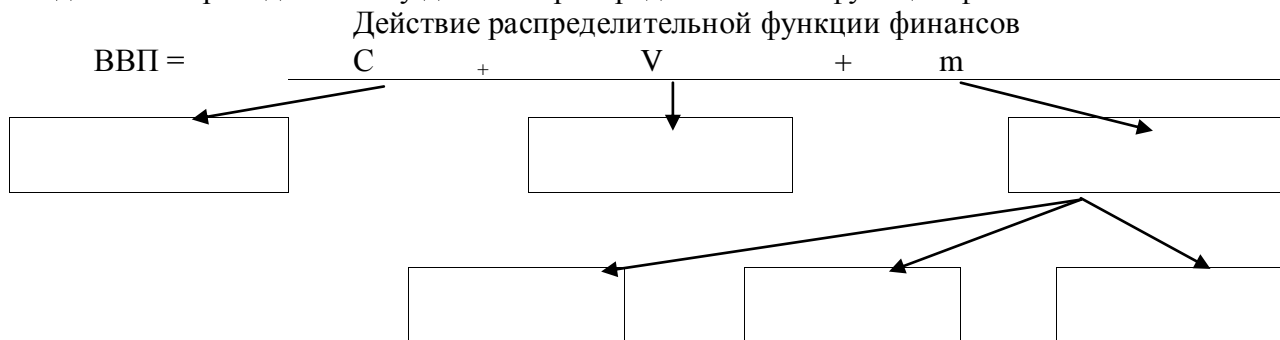 Действие распределительной функции финансов
ВВП = С + V + m